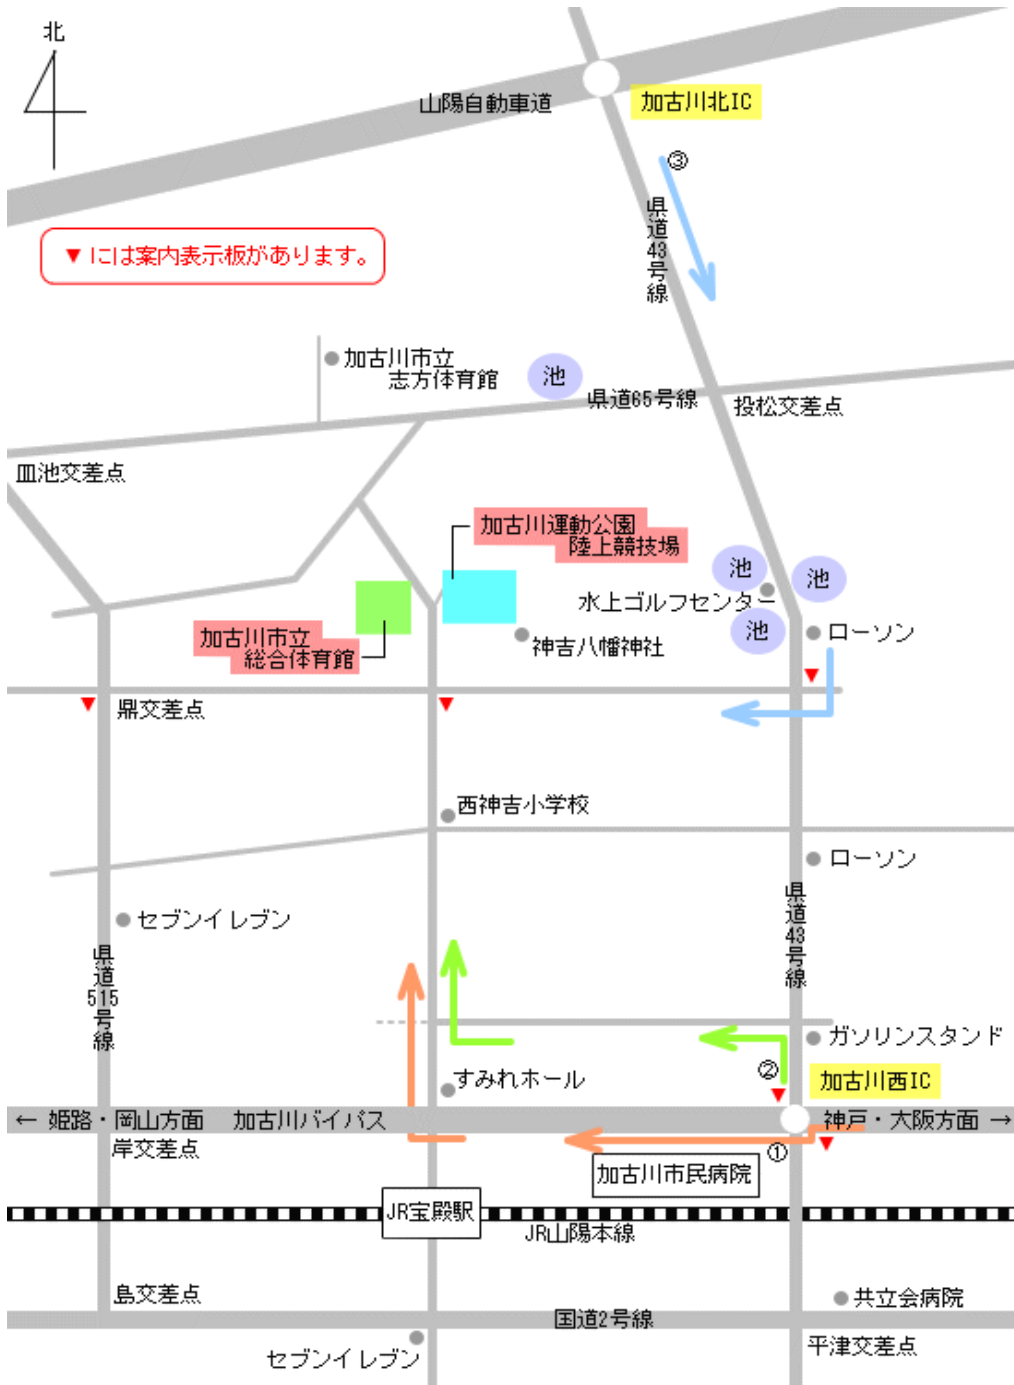 北
山陽自動車道
加古川北IC
③
県道43号線
▼には案内表示板があります。
加古川市立
志方体育館
池
県道65号線
投松交差点
皿池交差点
加古川運動公園
陸上競技場
池
池
水上ゴルフセンター
池
ローソン
加古川市立
総合体育館
神吉八幡神社
鼎交差点
西神吉小学校
ローソン
県道43号線
セブンイレブン
県道515号線
ガソリンスタンド
②
すみれホール
加古川西IC
← 姫路・岡山方面 加古川バイパス
神戸・大阪方面 →
岸交差点
①
加古川市民病院
JR宝殿駅
JR山陽本線
島交差点
共立会病院
国道2号線
平津交差点
セブンイレブン